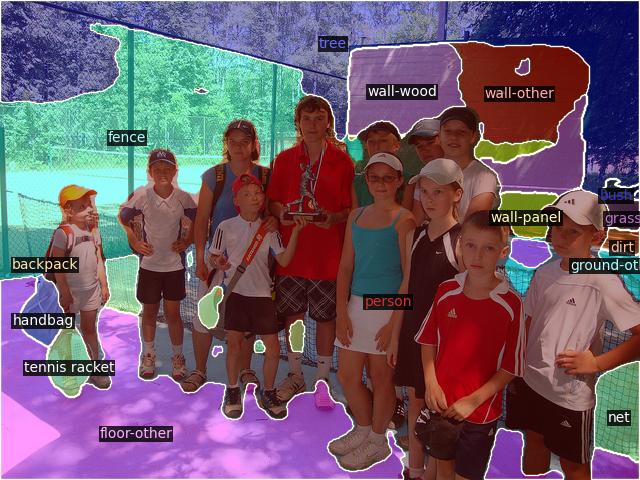 tree
wall-wood
wall-other
fence
bush
grass
wall-panel
dirt
backpack
ground-ot
person
handbag
tennis racket
net
floor-other